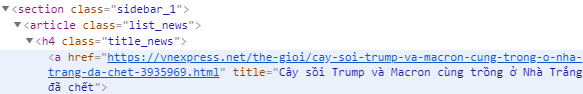 ▼<section class="sidebar_1">
▼<article class="list_news">
▼<h4 class="title_news">
<a href="https://vnexpress.net/the-gioi/cay-soi-trump-va-macron-cung-trong-o-nha-
trang-da-chet-3935969.html" title="Cây sồi Trump và Macron cùng trồng ở Nhà Trắng
đã chết">